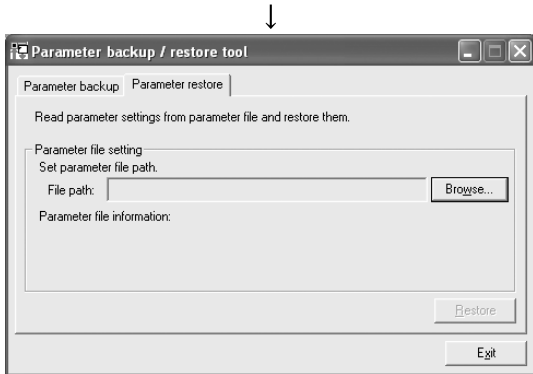 ↓
Parameter backup / restore tool
Parameter backup Parameter restore
Read parameter settings from parameter file and restore them.
Parameter file setting
Set parameter file path.
File path: Browse...
Parameter file information:
Restore
Exit